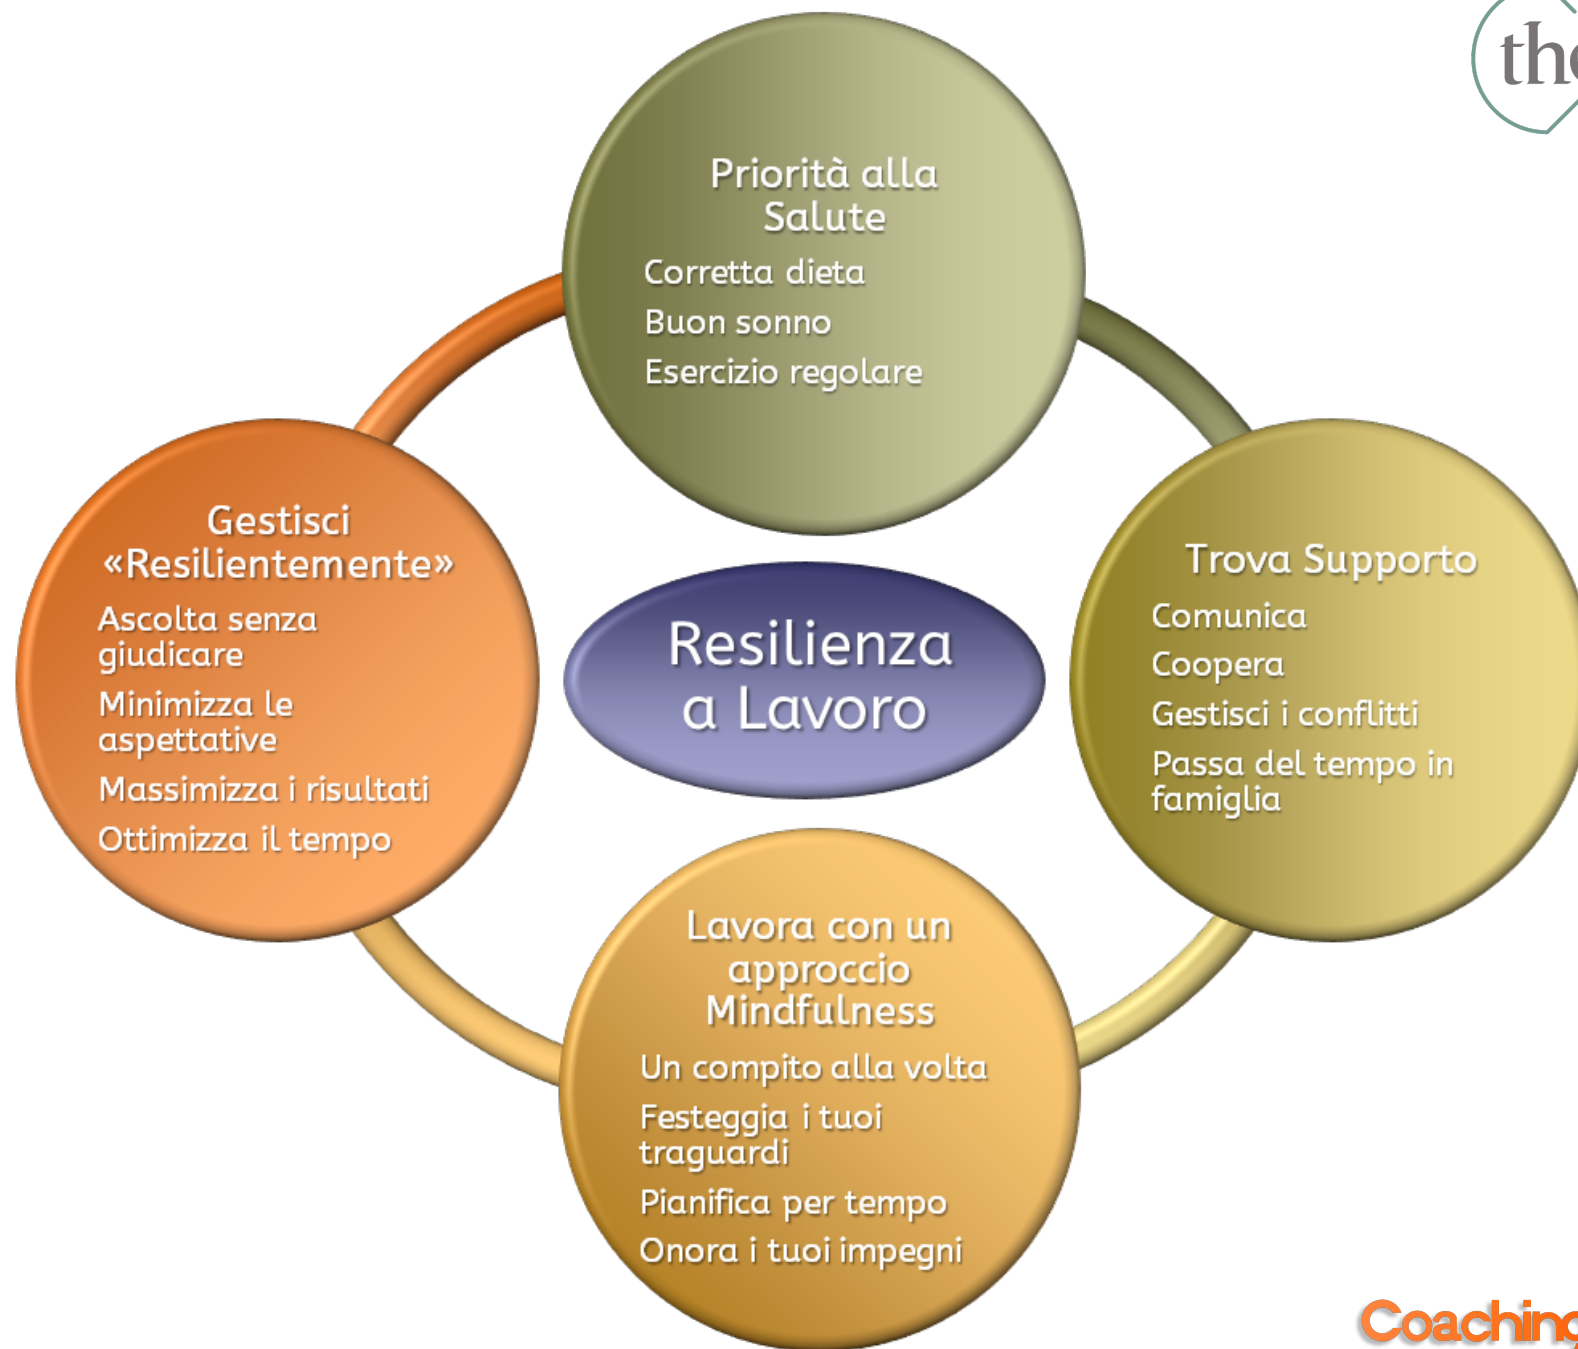 Priorità alla
Salute
Corretta dieta
Buon sonno
Esercizio regolare
Gestisci
«Resilientemente»
Ascolta senza
giudicare
Minimizza le
aspettative
Massimizza i risultati
Ottimizza il tempo
Resilienza
a Lavoro
Trova Supporto
Comunica
Coopera
Gestisci i conflitti
Passa del tempo in
famiglia
Lavora con un
approccio
Mindfulness
Un compito alla volta
Festeggia i tuoi
traguardi
Pianifica per tempo
Onora i tuoi impegni
Coaching